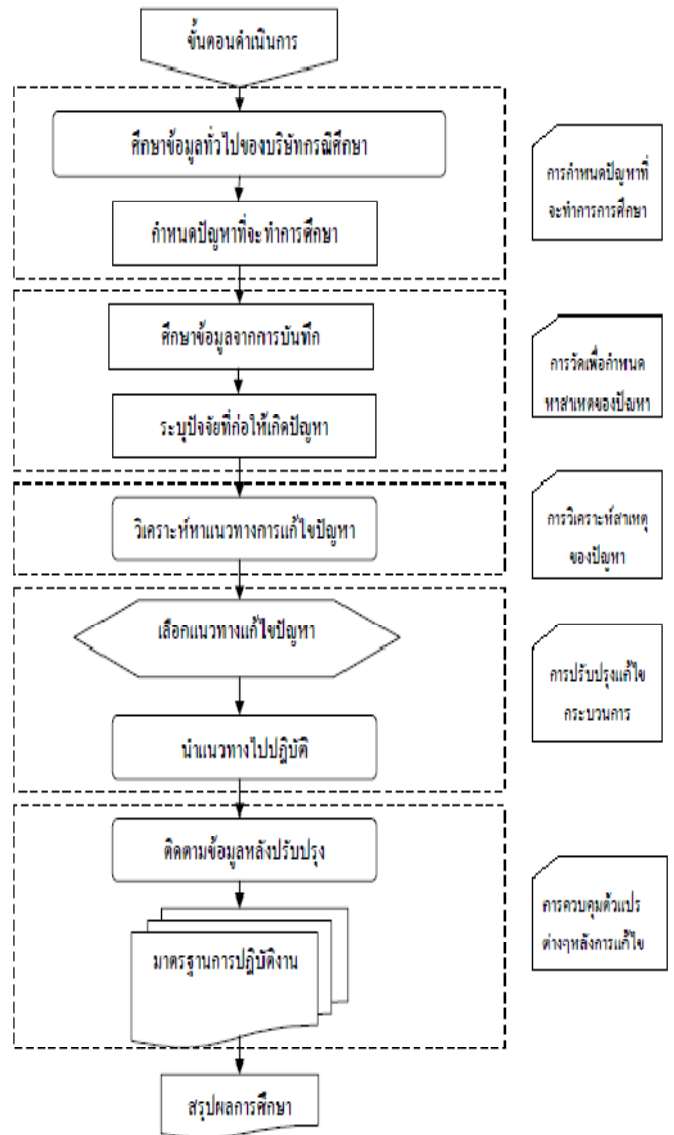 ขั้นตอนดำเนินการ
ศึกษาข้อมูลทั่วไปของบริษัทกรณีศึกษา
การกำหนดปัญหาที่
จะทำการการศึกษา
กำหนดปัญหาที่จะทำการศึกษา
ศึกษาข้อมูลจากการบันทึก
การวัดเพื่อกำหนด
หาสาเหตของปัญหา
ระบุปัจจัยที่ก่อให้เกิดปัญหา
วิเคราะห์หาแนวทางการแก้ไขปัญหา
การวิเคราะห์สาเหตุ
ของปัญหา
เลือกแนวทางแก้ไขปัญหา
การปรับปรุงแก้ไข
กระบวนการ
นำแนวทางไปปฏิบัติ
ติดตามข้อมูลหลังปรับปรุง
การควบคุมตัวแปร
ต่างๆหลังการแก้ไข
มาตรฐานการปฏิบัติงาน
สรุปผลการศึกษา